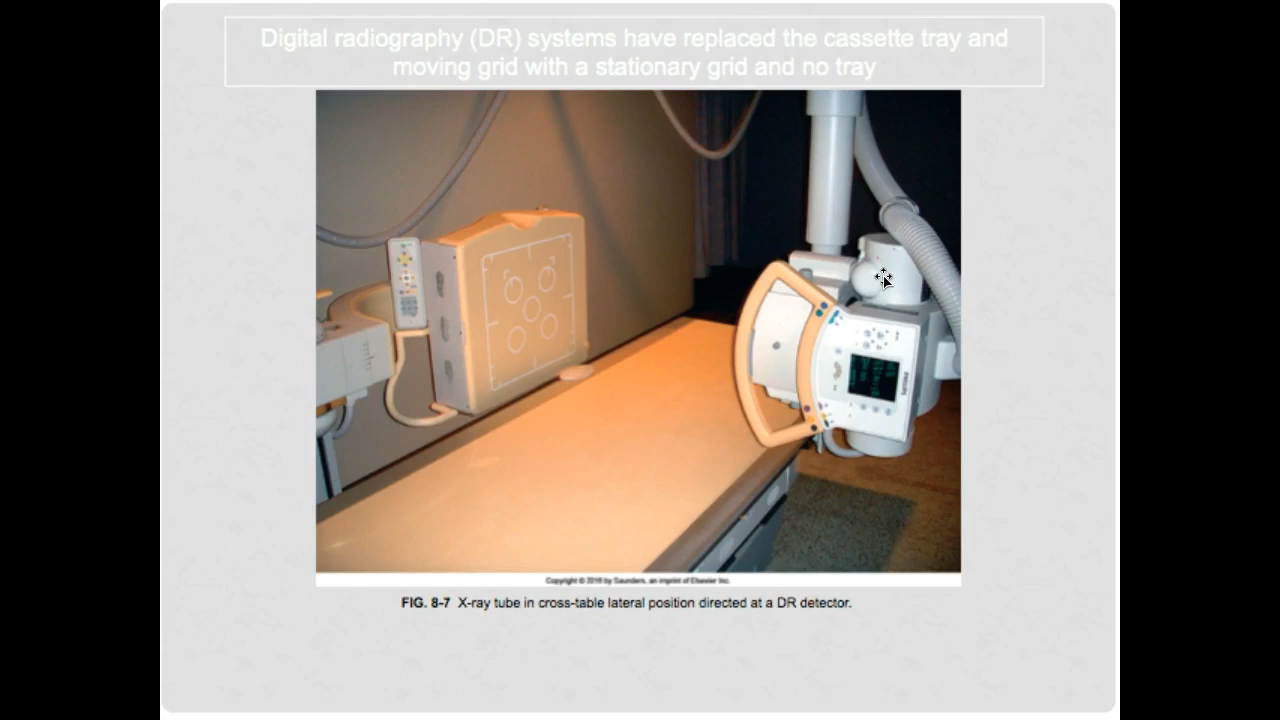 Digital radiography (DR) systems have replaced the cassette tray and
moving grid with a stationary grid and no tray
PHILIPS
Copyright © 2010 by Saunders, an imprint of Elsevier Inc.
FIG. 8-7 X-ray tube in cross-table lateral position directed at a DR detector.